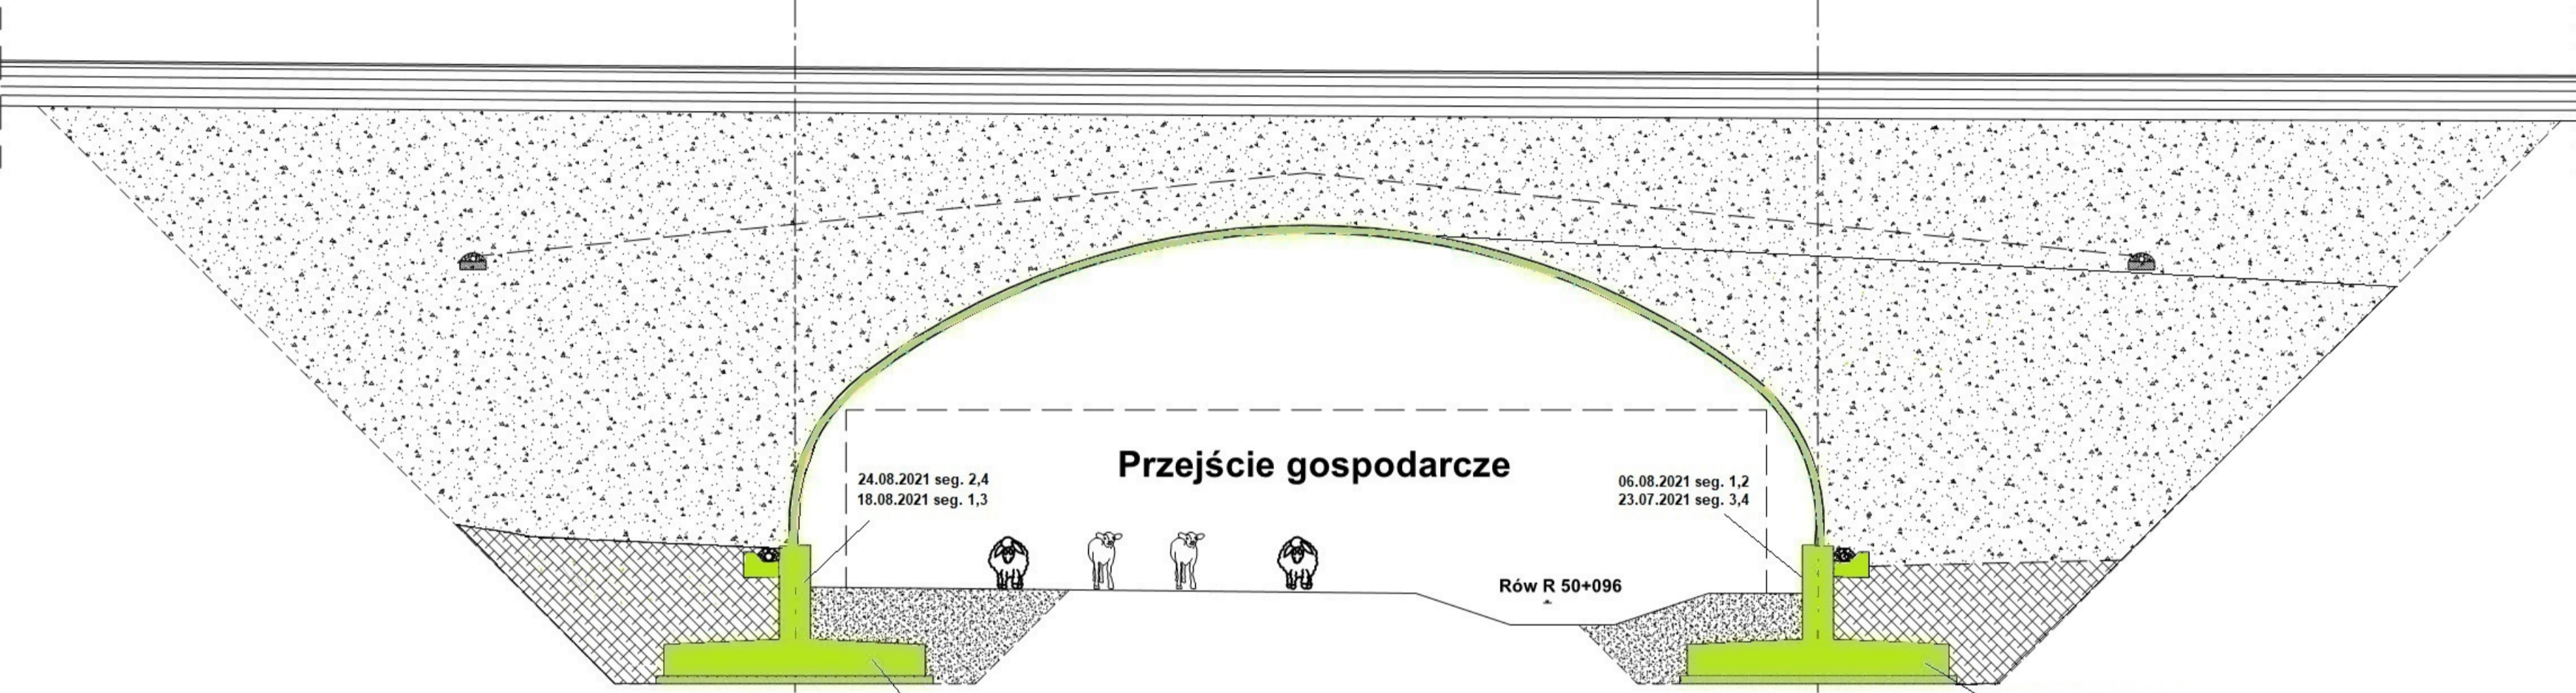 Przejście gospodarcze
24.08.2021 seg. 2,4
18.08.2021 seg. 1,3
06.08.2021 seg. 1,2
23.07.2021 seg. 3,4
Rów R 50+096